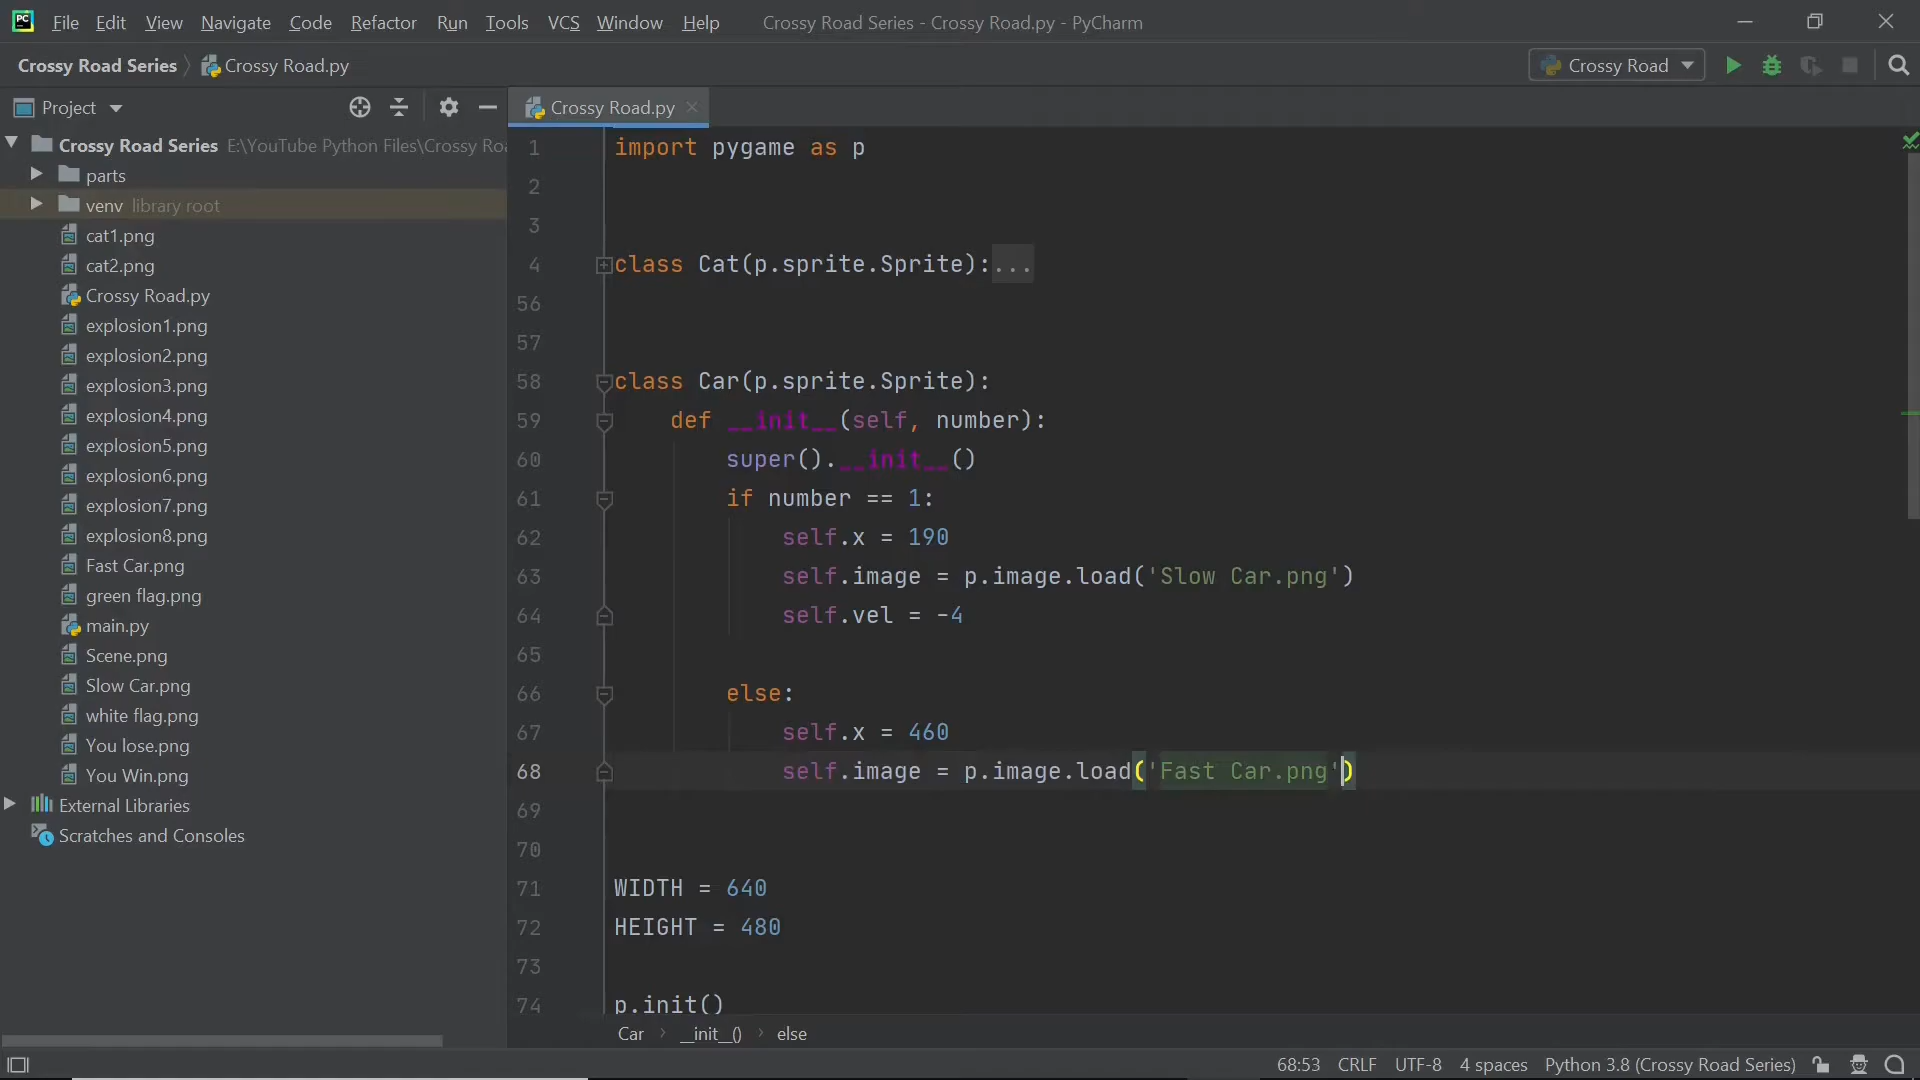 File Edit View Navigate Code Refactor Run Tools VCS Window Help Crossy Road Series - Crossy Road.py - PyCharm
Crossy Road Series Crossy Road.py Crossy Road
Project
Crossy Road.py
Crossy Road Series E:\YouTube Python Files\Crossy Ro
parts
venv library root
cat1.png
cat2.png
Crossy Road.py
explosion1.png
explosion2.png
explosion3.png
explosion4.png
explosion5.png
explosion6.png
explosion7.png
explosion8.png
Fast Car.png
green flag.png
main.py
Scene.png
Slow Car.png
white flag.png
You lose.png
You Win.png
External Libraries
Scratches and Consoles
1 import pygame as p
2
3
4 class Cat(p.sprite.Sprite):...
56
57
58 class Car(p.sprite.Sprite):
59 def __init__(self, number):
60 super().__init__()
61 if number == 1:
62 self.x = 190
63 self.image = p.image.load('Slow Car.png')
64 self.vel = -4
65
66 else:
67 self.x = 460
68 self.image = p.image.load('Fast Car.png')
69
70
71 WIDTH = 640
72 HEIGHT = 480
73
74 p.init()
Car __init__() else
68:53 CRLF UTF-8 4 spaces Python 3.8 (Crossy Road Series)